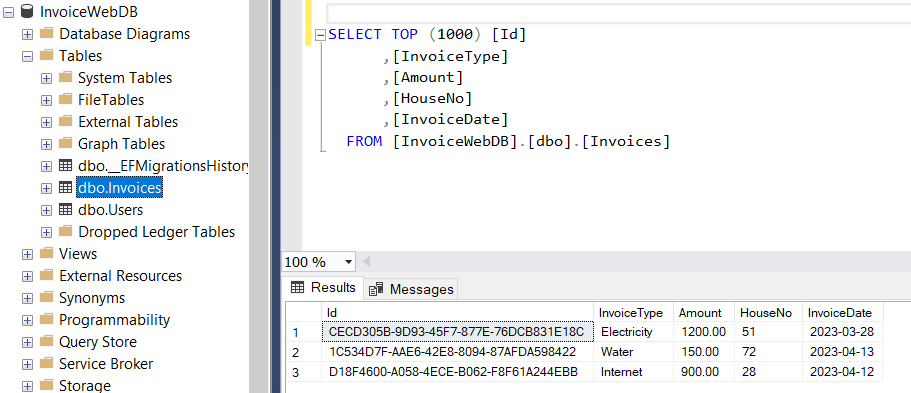 InvoiceWebDB
Database Diagrams
Tables
System Tables
FileTables
External Tables
Graph Tables
dbo.__EFMigrationsHistory
dbo.Invoices
dbo.Users
Dropped Ledger Tables
Views
External Resources
Synonyms
Programmability
Query Store
Service Broker
Storage
SELECT TOP (1000) [Id]
,[InvoiceType]
,[Amount]
,[HouseNo]
,[InvoiceDate]
FROM [InvoiceWebDB].[dbo].[Invoices]
100 %
Results Messages
Id InvoiceType Amount HouseNo InvoiceDate
1 CECD305B-9D93-45F7-877E-76DCB831E18C Electricity 1200.00 51 2023-03-28
2 1C534D7F-AAE6-42E8-8094-87AFDA598422 Water 150.00 72 2023-04-13
3 D18F4600-A058-4ECE-B062-F8F61A244EBB Internet 900.00 28 2023-04-12